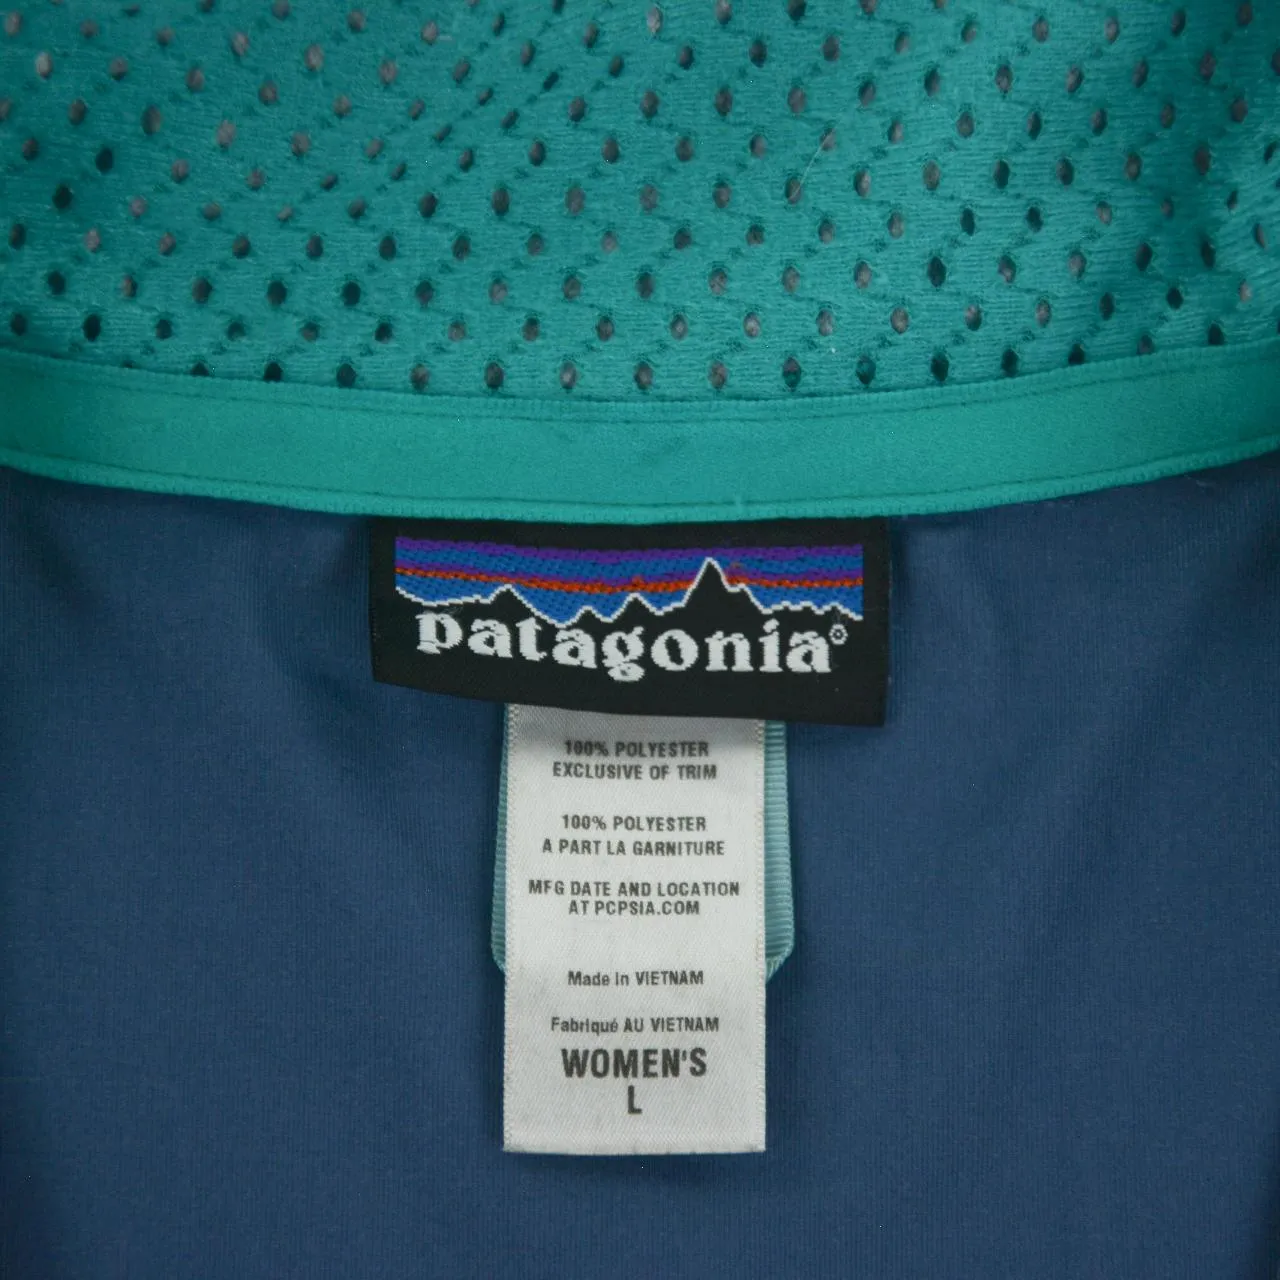 patagonia®
100% POLYESTER
EXCLUSIVE OF TRIM
100% POLYESTER
A PART LA GARNITURE
MFG DATE AND LOCATION
AT PCPSIA.COM
Made in VIETNAM
Fabriqué AU VIETNAM
WOMEN'S
L